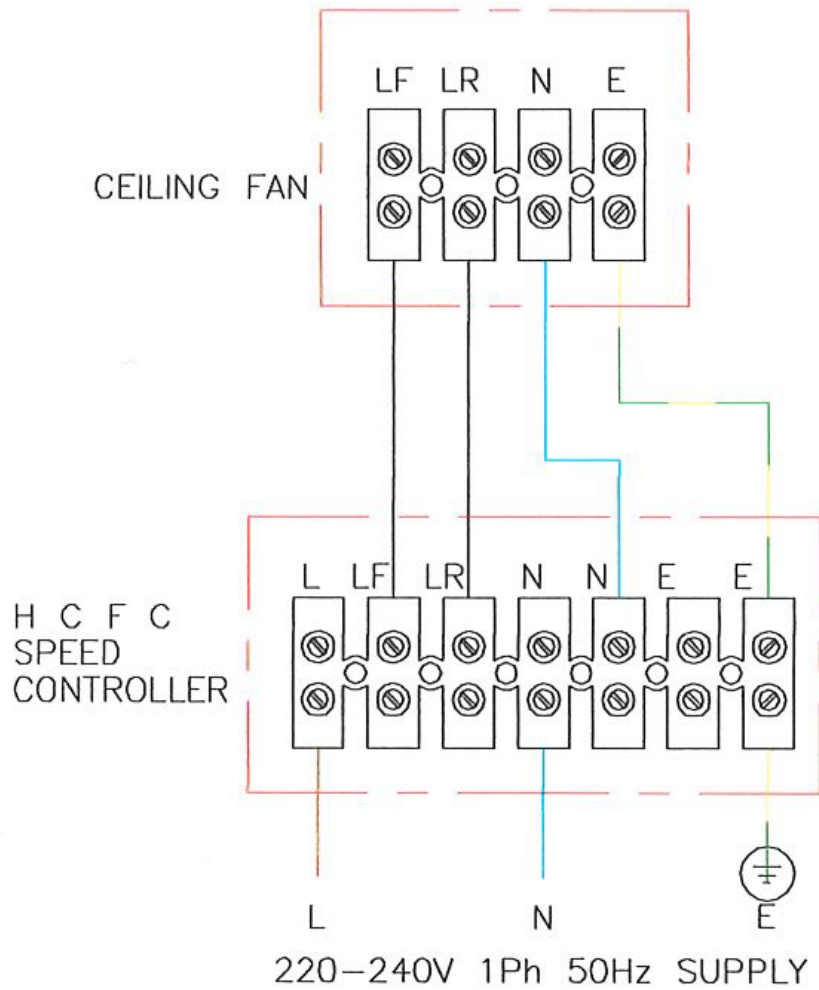 LF LR N E
CEILING FAN
L LF LR N N E E
H C F C
SPEED
CONTROLLER
L N E
220-240V 1Ph 50Hz SUPPLY